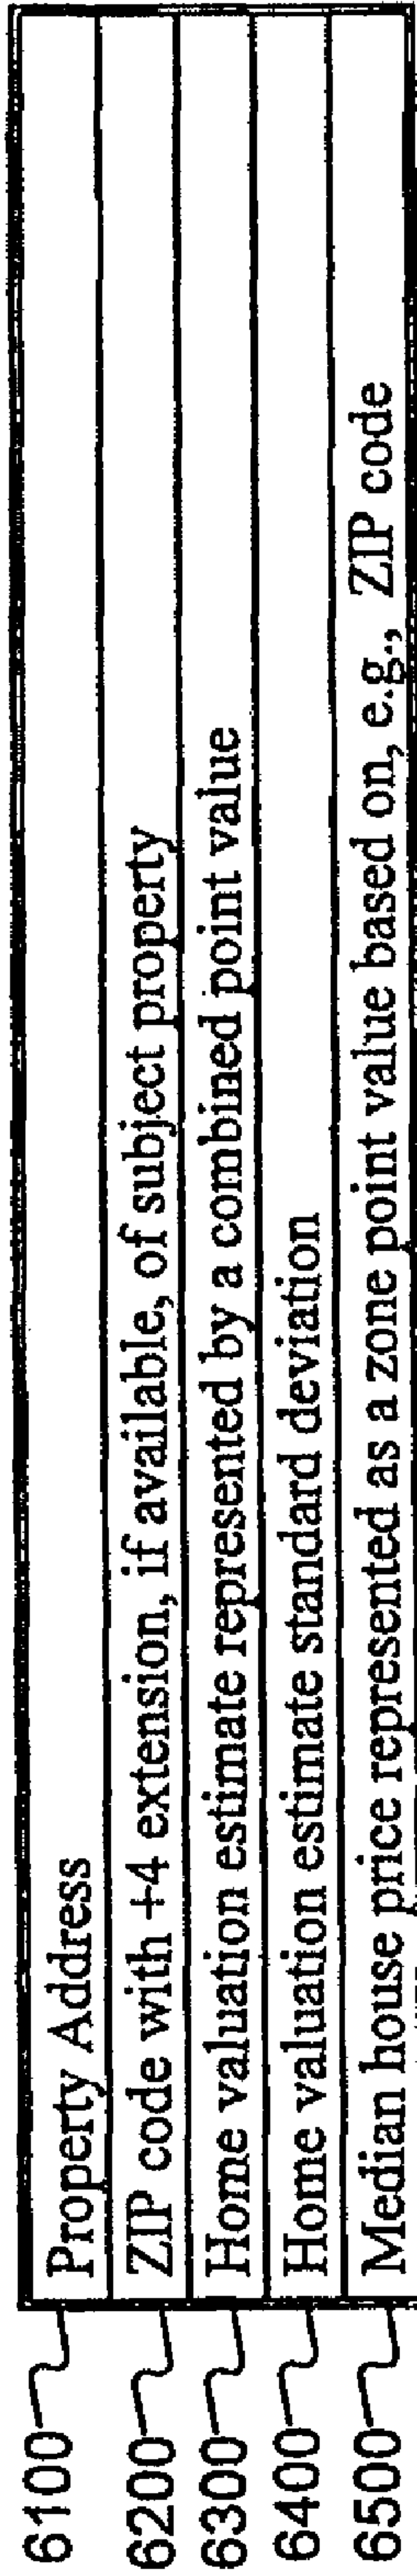 6100 Property Address
6200 ZIP code with +4 extension, if available, of subject property
6300 Home valuation estimate represented by a combined point value
6400 Home valuation estimate standard deviation
6500 Median house price represented as a zone point value based on, e.g., ZIP code